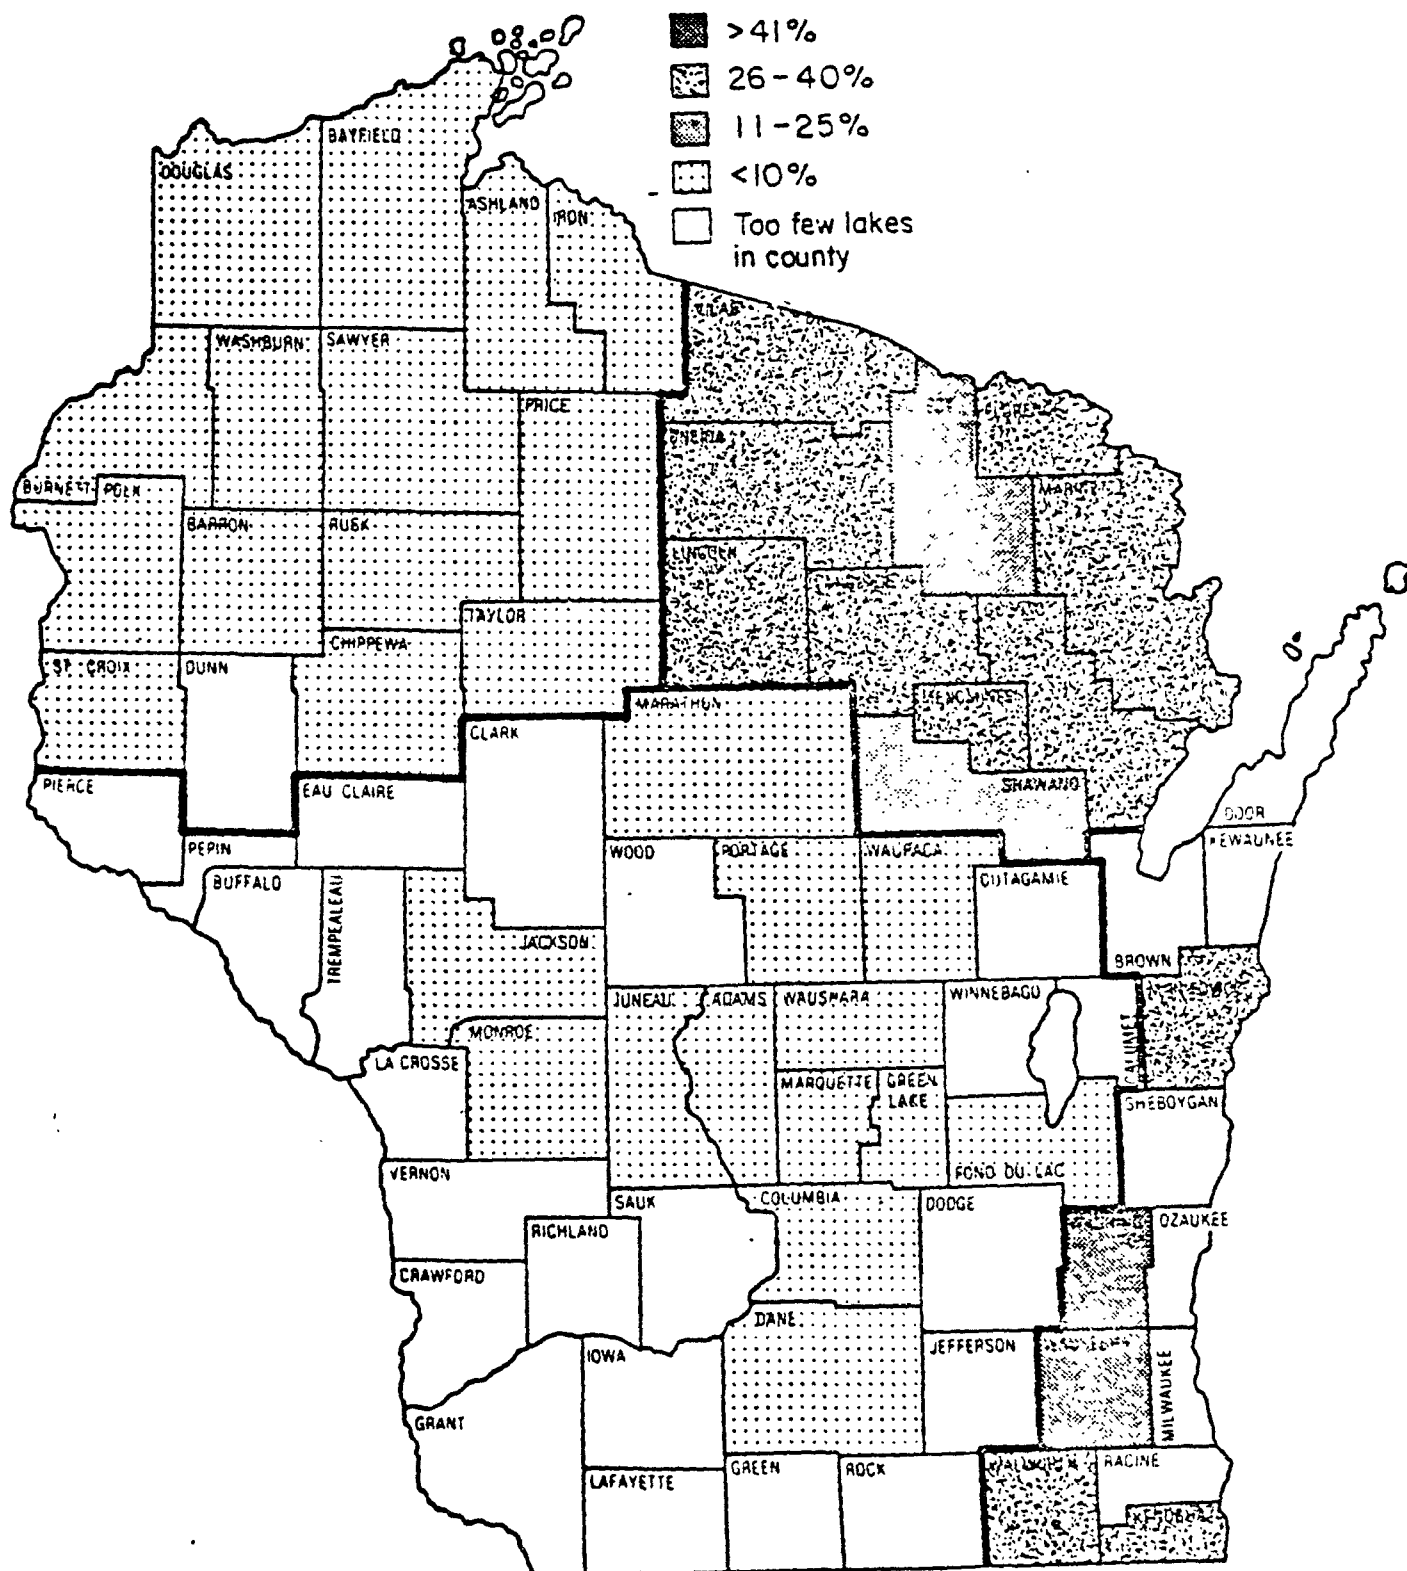 >41%
26-40%
11-25%
<10%
Too few lakes
in county
BAYFIELD
DOUGLAS
ASHLAND
IRON
VILAS
WASHBURN
SAWYER
PRICE
ONEIDA
BURNETT
POLK
BARRON
RUSK
LINCOLN
TAYLOR
CHIPPEWA
ST. CROIX
DUNN
MARATHON
CLARK
PIERCE
EAU CLAIRE
SHAWANO
DOOR
PEPIN
WOOD
PORTAGE
WAUPACA
KEWAUNEE
BUFFALO
TREMPEALEAU
OUTAGAMIE
JACKSON
BROWN
JUNEAU
ADAMS
WAUSHARA
WINNEBAGO
CALUMET
MONROE
LA CROSSE
MARQUETTE
GREEN
LAKE
SHEBOYGAN
VERNON
FOND DU LAC
SAUK
COLUMBIA
DODGE
OZAUKEE
RICHLAND
CRAWFORD
DANE
IOWA
JEFFERSON
MILWAUKEE
GRANT
LAFAYETTE
GREEN
ROCK
WALWORTH
RACINE
KENOSHA